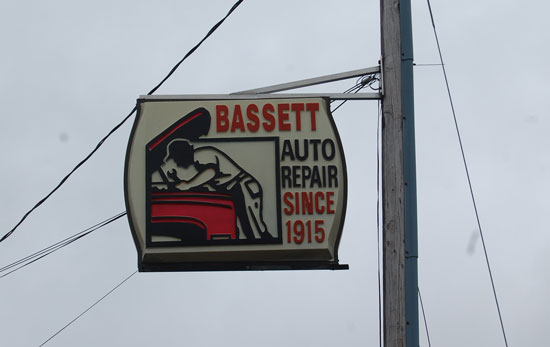 BASSETT
AUTO
REPAIR
SINCE
1915